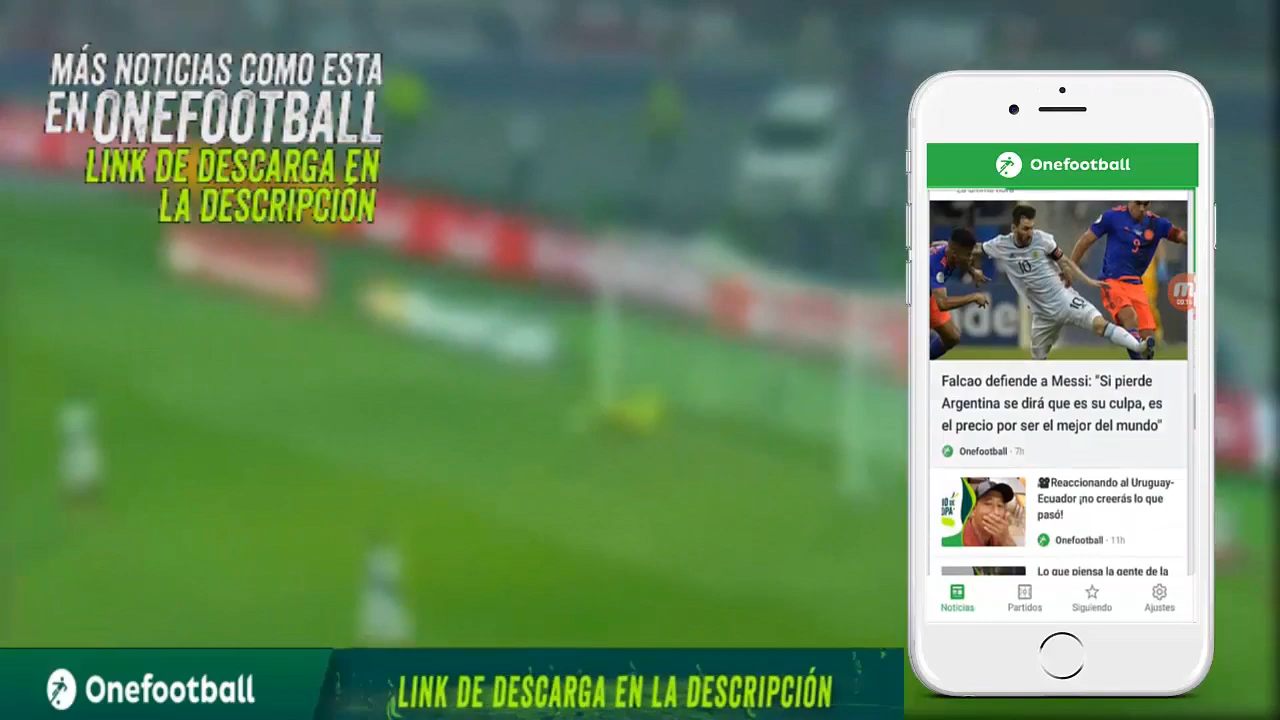 MÁS NOTICIAS COMO ESTA
EN ONEFOOTBALL
LINK DE DESCARGA EN
LA DESCRIPCIÓN
Onefootball
10
10
9
Falcao defiende a Messi: "Si pierde
Argentina se dirá que es su culpa, es
el precio por ser el mejor del mundo"
Onefootball · 7h
Reaccionando al Uruguay-
Ecuador ¡no creerás lo que
pasó!
Onefootball · 11h
Lo que piensa la gente de la
Noticias Partidos Siguiendo Ajustes
Onefootball
LINK DE DESCARGA EN LA DESCRIPCIÓN